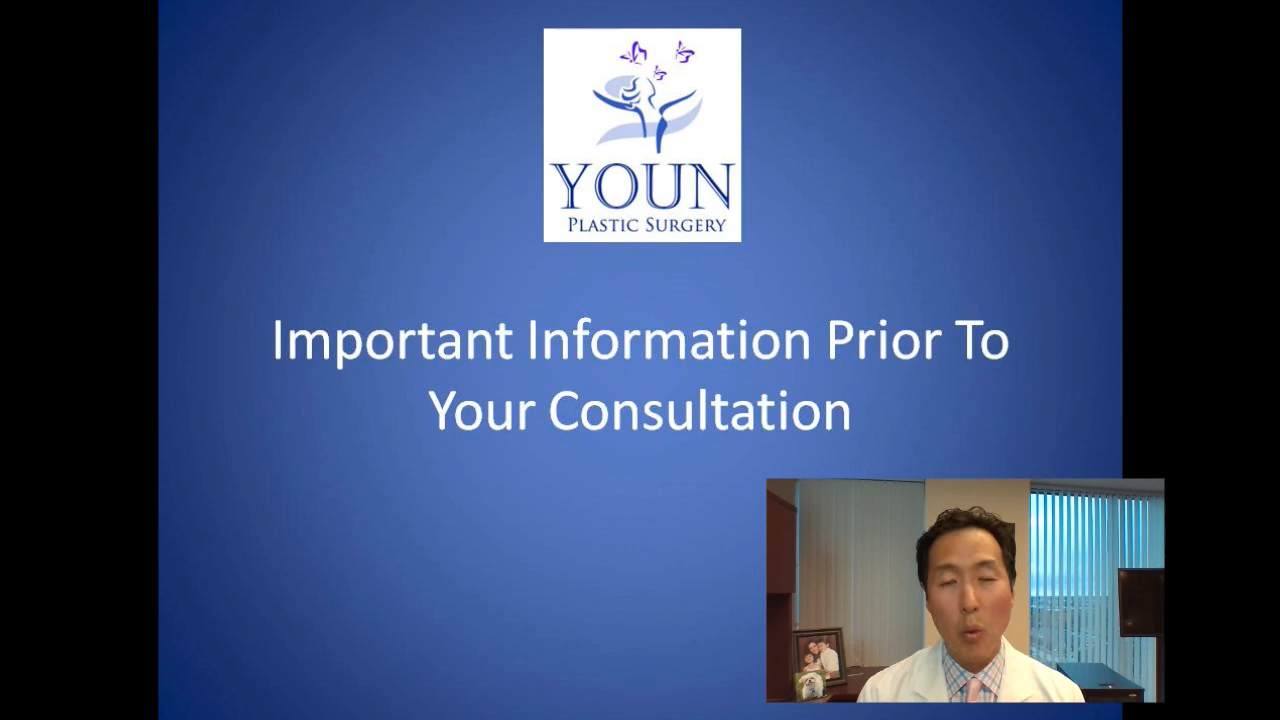 YOUN
PLASTIC SURGERY
Important Information Prior To
Your Consultation